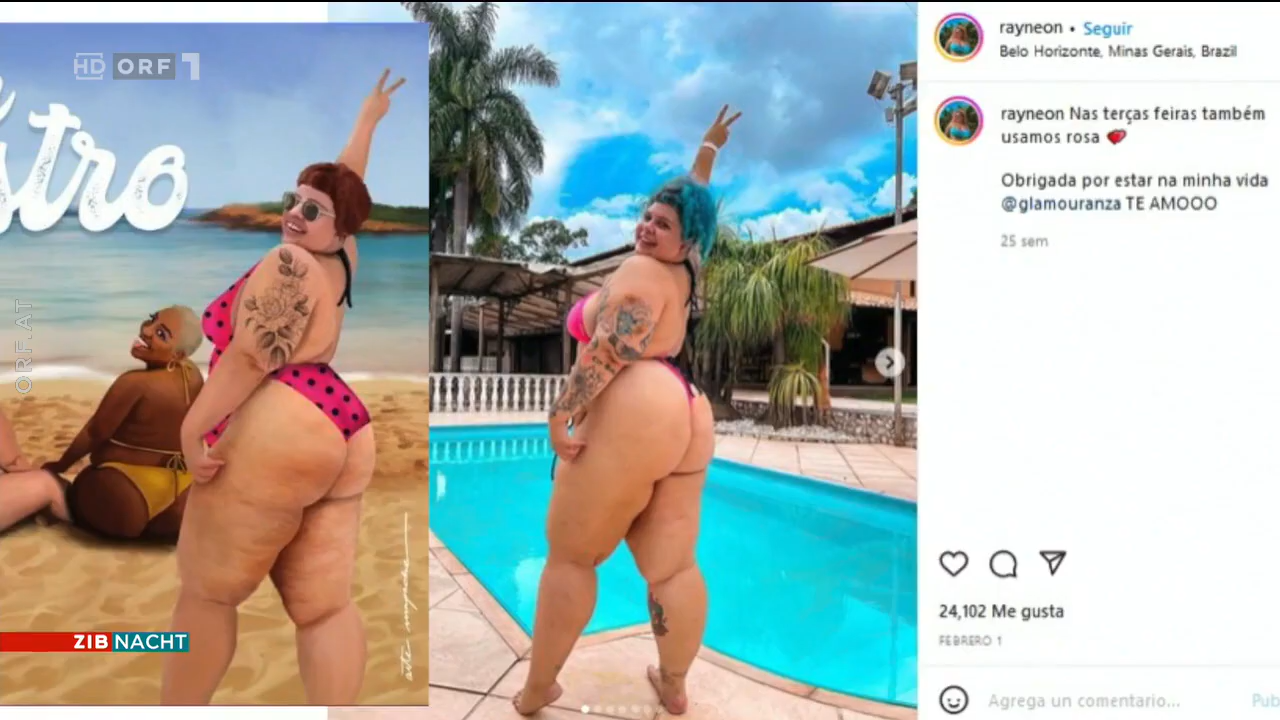 HD ORF 1
stro
ORF.AT
ZIB NACHT
arte mapache
rayneon • Seguir
Belo Horizonte, Minas Gerais, Brazil
rayneon Nas terças feiras também
usamos rosa 💕
Obrigada por estar na minha vida
@glamouranza TE AMOOO
25 sem
24,102 Me gusta
FEBRERO 1
Agrega un comentario...
Pub